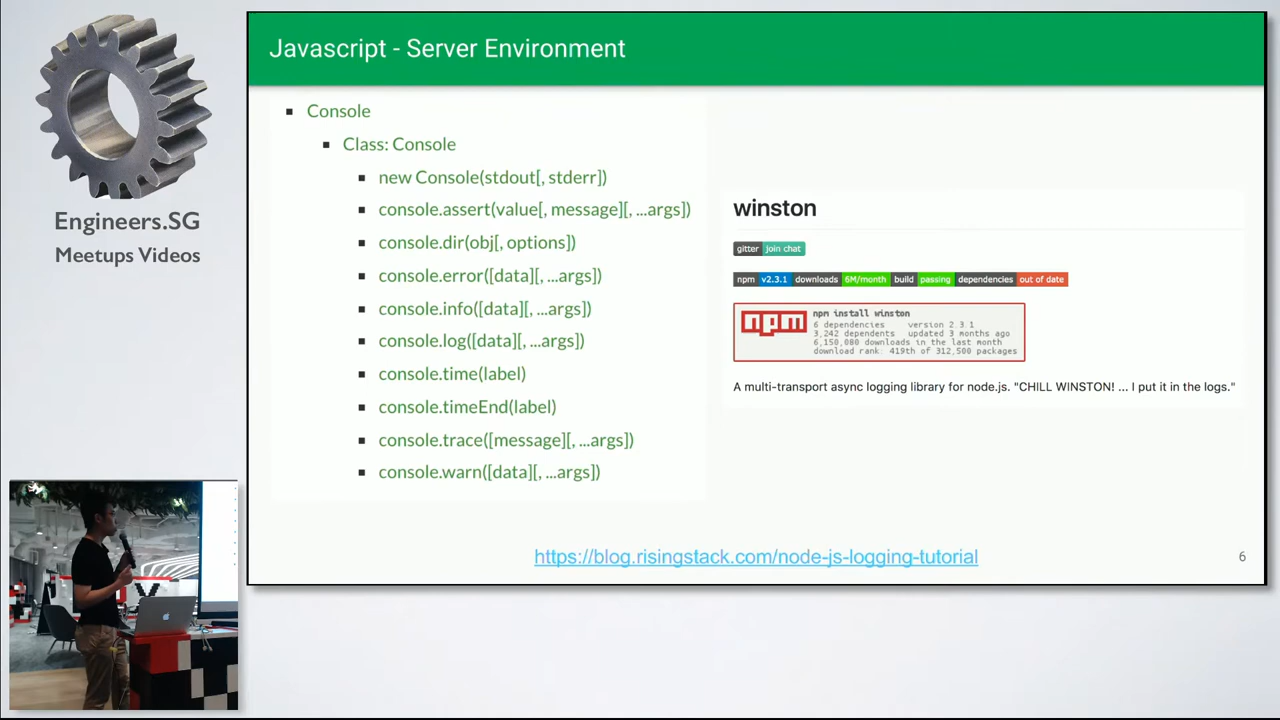 Javascript - Server Environment
Engineers.SG
Meetups Videos
Console
Class: Console
new Console(stdout[, stderr])
console.assert(value[, message][, ...args])
console.dir(obj[, options])
console.error([data][, ...args])
console.info([data][, ...args])
console.log([data][, ...args])
console.time(label)
console.timeEnd(label)
console.trace([message][, ...args])
console.warn([data][, ...args])
winston
gitter join chat
npm v2.3.1 downloads 6M/month build passing dependencies out of date
npm
npm install winston
6 dependencies version 2.3.1
3,242 dependents updated 3 months ago
6,150,080 downloads in the last month
download rank: 419th of 312,500 packages
A multi-transport async logging library for node.js. "CHILL WINSTON! ... I put it in the logs."
https://blog.risingstack.com/node-js-logging-tutorial
6